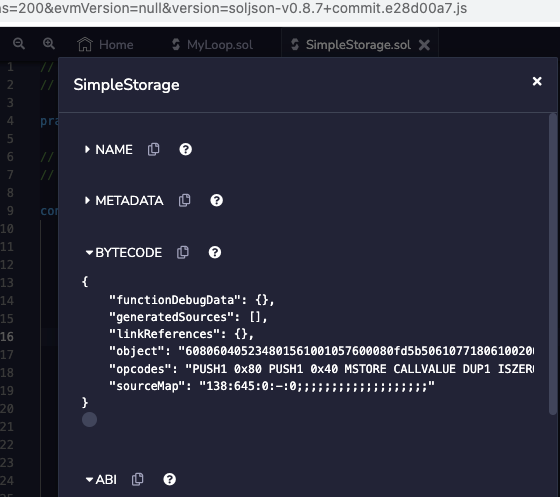 ns=200&evmVersion=null&version=soljson-v0.8.7+commit.e28d00a7.js
Home
MyLoop.sol
SimpleStorage.sol
1 //
2 //
3
4 pra
5
6 //
7 //
8
9 con
10
11
12
13
14
15
16
17
18
19
20
21
22
23
24
SimpleStorage
NAME
METADATA
BYTECODE
{
"functionDebugData": {},
"generatedSources": [],
"linkReferences": {},
"object": "608060405234801561001057600080fd5b50610771806100200
"opcodes": "PUSH1 0x80 PUSH1 0x40 MSTORE CALLVALUE DUP1 ISZER
"sourceMap": "138:645:0:-:0;;;;;;;;;;;;;;;;;;;"
}
ABI